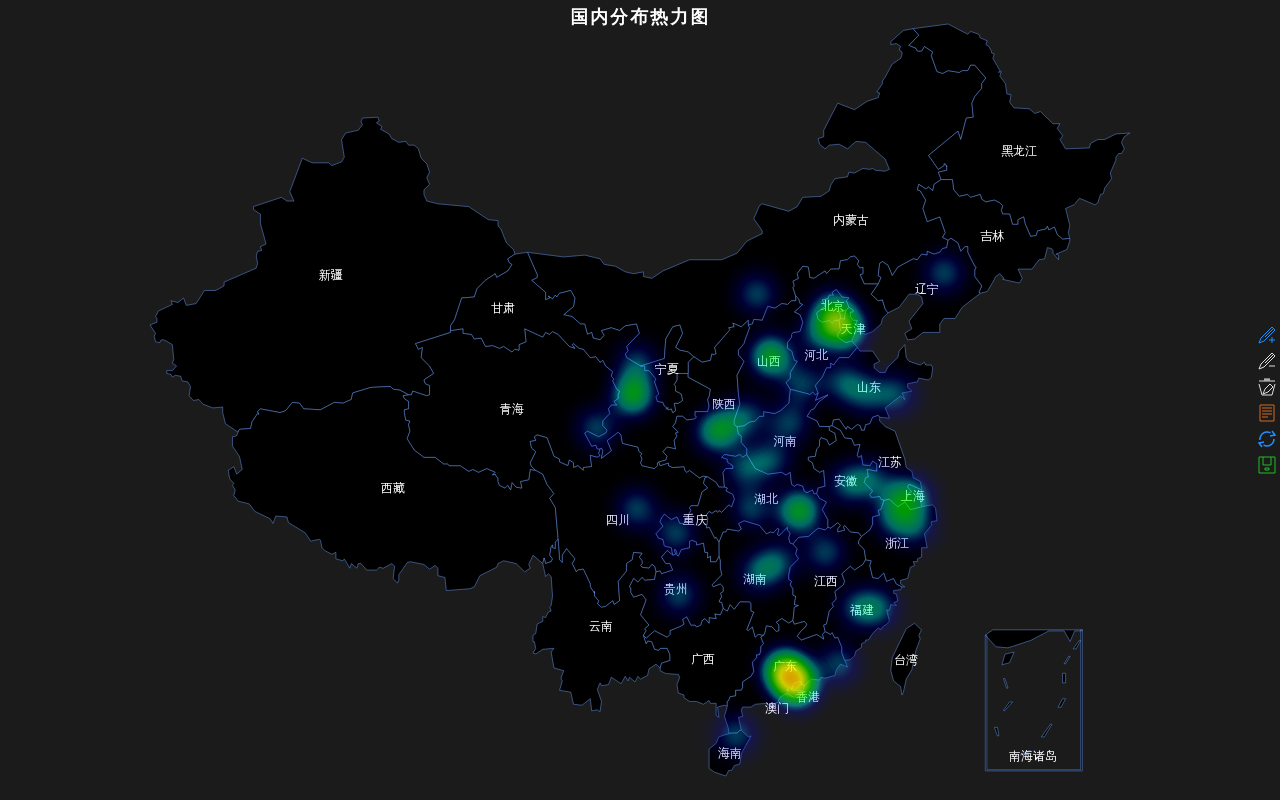 国内分布热力图
黑龙江
内蒙古
吉林
新疆
辽宁
甘肃
北京
天津
河北
山西
宁夏
山东
陕西
青海
河南
江苏
安徽
西藏
上海
湖北
四川
重庆
浙江
湖南
江西
贵州
福建
云南
广西
台湾
广东
香港
澳门
海南
南海诸岛